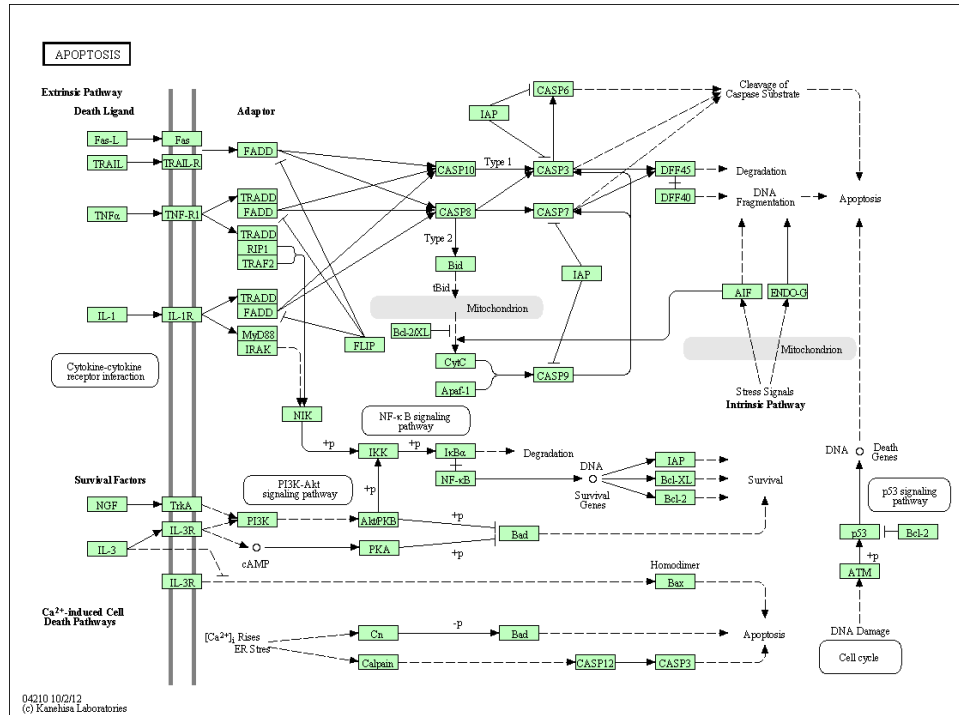 APOPTOSIS
Extrinsic Pathway
Death Ligand
Adaptor
Fas-L
Fas
TRAIL
TRAIL-R
FADD
TNFα
TNF-R1
TRADD
FADD
TRADD
RIP1
TRAF2
IL-1
IL-1R
TRADD
FADD
MyD88
IRAK
FLIP
Cytokine-cytokine
receptor interaction
CASP6
IAP
CASP10
Type 1
CASP3
CASP8
CASP7
Type 2
Bid
tBid
Mitochondrion
Bcl-2/XL
CytC
Apaf-1
CASP9
IAP
Cleavage of
Caspase Substrate
DFF45
Degradation
DFF40
DNA
Fragmentation
Apoptosis
AIF
ENDO-G
Mitochondrion
Stress Signals
Intrinsic Pathway
NIK
NF-κB signaling
pathway
+p
IKK
+p
IκBα
Degradation
NF-κB
DNA
Survival
Genes
IAP
Bcl-XL
Bcl-2
Survival
DNA
Death
Genes
p53 signaling
pathway
Survival Factors
PI3K-Akt
signaling pathway
+p
NGF
TrkA
PI3K
Akt/PKB
+p
IL-3R
IL-3
cAMP
PKA
+p
Bad
p53
Bcl-2
+p
ATM
IL-3R
Homodimer
Bax
Ca2+-induced Cell
Death Pathways
[Ca2+]i Rises
ER Stres
Cn
-p
Bad
Apoptosis
Calpain
CASP12
CASP3
DNA Damage
Cell cycle
04210 10/2/12
(c) Kanehisa Laboratories